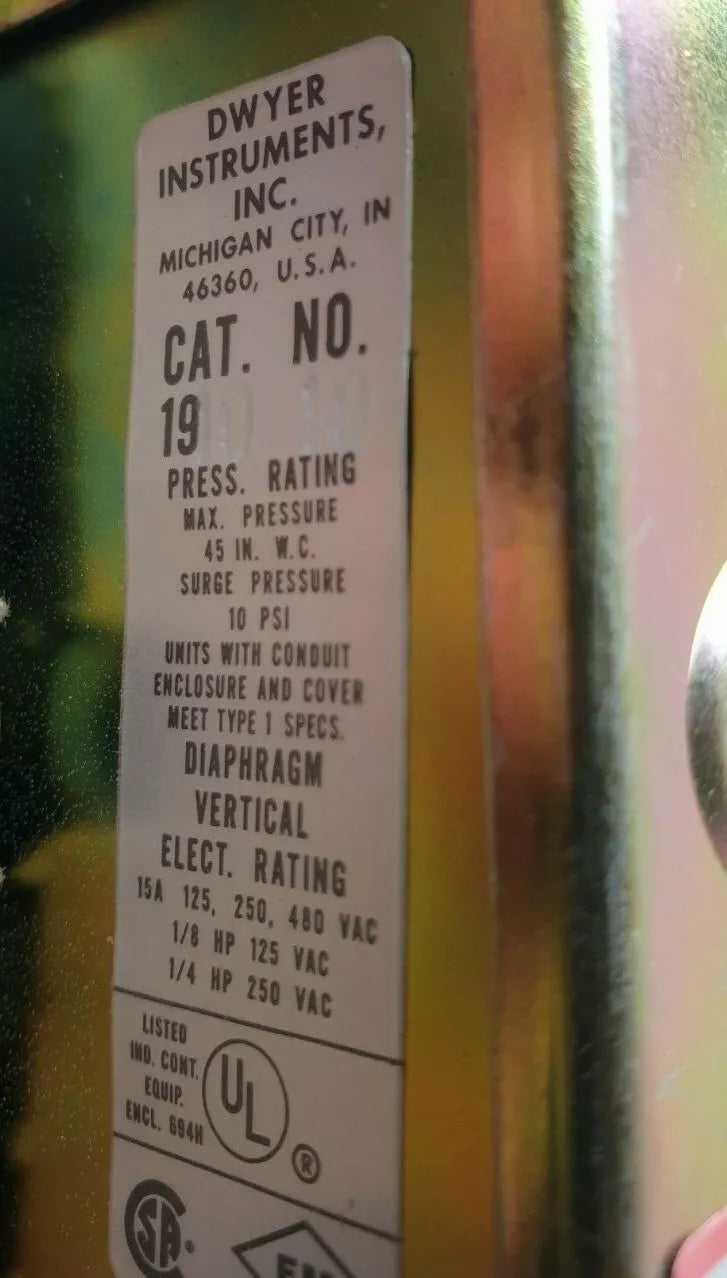 DWYER
INSTRUMENTS,
INC.
MICHIGAN CITY, IN
46360, U.S.A.
CAT. NO.
19
PRESS. RATING
MAX. PRESSURE
45 IN. W.C.
SURGE PRESSURE
10 PSI
UNITS WITH CONDUIT
ENCLOSURE AND COVER
MEET TYPE 1 SPECS.
DIAPHRAGM
VERTICAL
ELECT. RATING
15A 125, 250, 480 VAC
1/8 HP 125 VAC
1/4 HP 250 VAC
LISTED
IND. CONT.
EQUIP.
ENCL. 694H
UL
®
SA